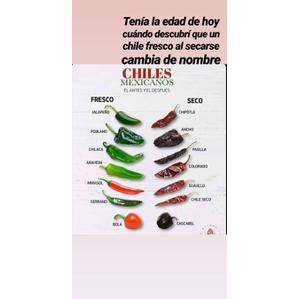 Tenía la edad de hoy
cuándo descubrí que un
chile fresco al secarse
cambia de nombre
CHILES
MEXICANOS
EL ANTES Y EL DESPUÉS
FRESCO
SECO
JALAPEÑO
CHIPOTLE
POBLANO
ANCHO
CHILACA
PASILLA
ANAHEIM
COLORADO
MIRASOL
GUAJILLO
SERRANO
CHILE SECO
BOLA
CASCABEL